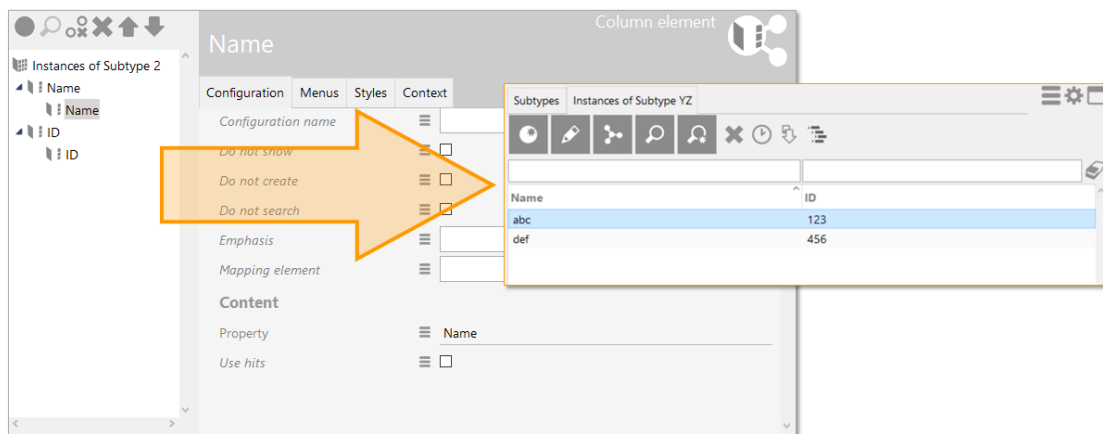 Column element
Name
Instances of Subtype 2
Name
Name
ID
ID
Configuration Menus Styles Context
Configuration name
Do not show
Do not create
Do not search
Emphasis
Mapping element
Content
Property Name
Use hits
Subtypes Instances of Subtype YZ
Name ID
abc 123
def 456